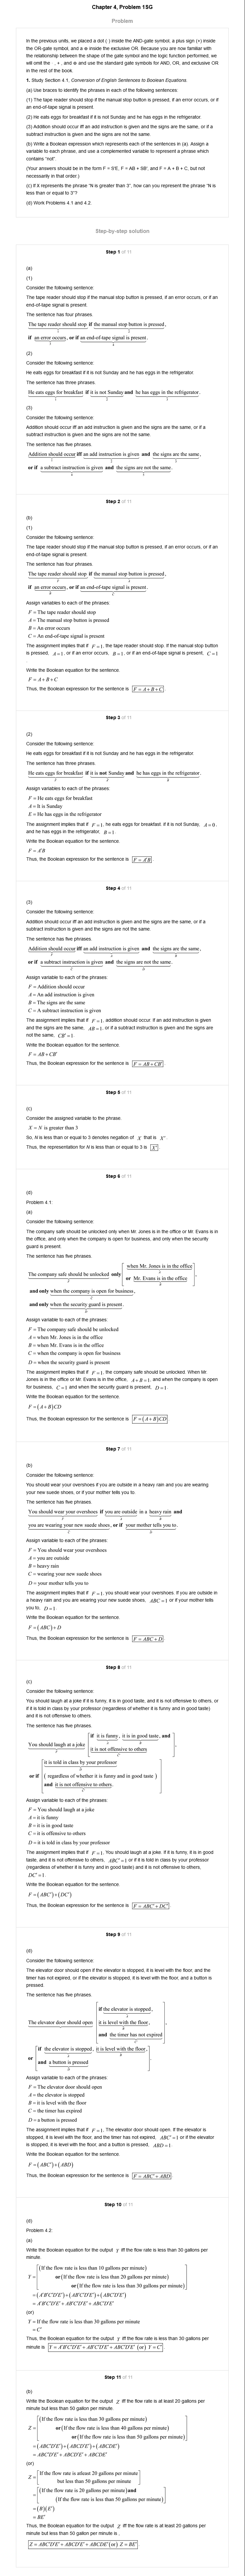 Chapter 4, Problem 1SG
Problem
In the previous units, we placed a dot ( ) inside the AND-gate symbol, a plus sign (+) inside
the OR-gate symbol, and ⊕ inside the exclusive OR. Because you are now familiar with
the relationship between the shape of the gate symbol and the logic function performed, we
will omit the · , + , and ⊕ and use the standard gate symbols for AND, OR, and exclusive OR
in the rest of the book.
1. Study Section 4.1, Conversion of English Sentences to Boolean Equations
(a) Use braces to identify the phrases in each of the following sentences:
(1) The tape reader should stop if the manual stop button is pressed, if an error occurs, or if
an end-of-tape signal is present.
(2) He eats eggs for breakfast if it is not Sunday and he has eggs in the refrigerator.
(3) Addition should occur iff an add instruction is given and the signs are the same, or if a
subtract instruction is given and the signs are not the same.
(b) Write a Boolean expression which represents each of the sentences in (a). Assign a
variable to each phrase, and use a complemented variable to represent a phrase which
contains "not".
(Your answers should be in the form F = S'E, F = AB + SB', and F = A + B + C, but not
necessarily in that order.)
(c) If X represents the phrase "N is greater than 3", how can you represent the phrase "N is
less than or equal to 3"?
(d) Work Problems 4.1 and 4.2.
Step-by-step solution
Step 1 of 11
(a)
(1)
Consider the following sentence:
The tape reader should stop if the manual stop button is pressed, if an error occurs, or if an
end-of-tape signal is present.
The sentence has four phrases.
The tape reader should stop if the manual stop button is pressed,
if an error occurs, or if an end-of-tape signal is present.
(2)
Consider the following sentence:
He eats eggs for breakfast if it is not Sunday and he has eggs in the refrigerator.
The sentence has three phrases.
He eats eggs for breakfast if it is not Sunday and he has eggs in the refrigerator.
(3)
Consider the following sentence:
Addition should occur iff an add instruction is given and the signs are the same, or if a
subtract instruction is given and the signs are not the same.
The sentence has five phrases.
Addition should occur iff an add instruction is given and the signs are the same,
or if a subtract instruction is given and the signs are not the same.
Step 2 of 11
(b)
(1)
Consider the following sentence:
The tape reader should stop if the manual stop button is pressed, if an error occurs, or if an
end-of-tape signal is present.
The sentence has four phrases.
The tape reader should stop if the manual stop button is pressed,
if an error occurs, or if an end-of-tape signal is present.
Assign variables to each of the phrases:
F = The tape reader should stop
A = The manual stop button is pressed
B = An error occurs
C = An end-of-tape signal is present
The assignment implies that if F = 1, the tape reader should stop. If the manual stop button
is pressed, A = 1, or if an error occurs, B = 1, or if an end-of-tape signal is present, C = 1
.
Write the Boolean equation for the sentence.
F = A + B + C
Thus, the Boolean expression for the sentence is F = A + B + C.
Step 3 of 11
(2)
Consider the following sentence:
He eats eggs for breakfast if it is not Sunday and he has eggs in the refrigerator.
The sentence has three phrases.
He eats eggs for breakfast if it is not Sunday and he has eggs in the refrigerator.
Assign variables to each of the phrases:
F = He eats eggs for breakfast
A = It is Sunday
E = He has eggs in the refrigerator
The assignment implies that if F = 1, he eats eggs for breakfast. if it is not Sunday, A = 0,
and he has eggs in the refrigerator, B = 1.
Write the Boolean equation for the sentence.
F = A'B
Thus, the Boolean expression for the sentence is F = A'B.
Step 4 of 11
(3)
Consider the following sentence:
Addition should occur iff an add instruction is given and the signs are the same, or if a
subtract instruction is given and the signs are not the same.
The sentence has five phrases.
Addition should occur iff an add instruction is given and the signs are the same,
or if a subtract instruction is given and the signs are not the same.
Assign variable to each of the phrases:
F = Addition should occur
A = An add instruction is given
B = The signs are the same
C = A subtract instruction is given
The assignment implies that if F = 1, addition should occur. If an add instruction is given
and the signs are the same, AB = 1, or if a subtract instruction is given and the signs are
not the same, CB' = 1.
Write the Boolean equation for the sentence.
F = AB + CB'
Thus, the Boolean expression for the sentence is F = AB + CB'.
Step 5 of 11
(c)
Consider the assigned variable to the phrase.
X = N is greater than 3
So, N is less than or equal to 3 denotes negation of X that is X'.
Thus, the representation for N is less than or equal to 3 is X'.
Step 6 of 11
(d)
Problem 4.1.
(a)
Consider the following sentence:
The company safe should be unlocked only when Mr. Jones is in the office or Mr. Evans is in
the office, and only when the company is open for business, and only when the security
guard is present.
The sentence has five phrases.
The company safe should be unlocked only [when Mr. Jones is in the office
or Mr. Evans is in the office],
and only when the company is open for business,
and only when the security guard is present.
Assign variable to each of the phrases:
F = The company safe should be unlocked
A = when Mr. Jones is in the office
B = when Mr. Evans is in the office
C = when the company is open for business
D = when the security guard is present
The assignment implies that if F = 1, the company safe should be unlocked. When Mr.
Jones is in the office or Mr. Evans is in the office, A + B = 1, and when the company is open
for business, C = 1 and when the security guard is present, D = 1.
Write the Boolean equation for the sentence.
F = (A + B)CD
Thus, the Boolean expression for the sentence is F = (A + B)CD.
Step 7 of 11
(b)
Consider the following sentence:
You should wear your overshoes if you are outside in a heavy rain and you are wearing
your new suede shoes, or if your mother tells you to.
The sentence has five phrases.
You should wear your overshoes if you are outside in a heavy rain and
you are wearing your new suede shoes, or if your mother tells you to.
Assign variable to each of the phrases:
F = You should wear your overshoes
A = you are outside
B = heavy rain
C = wearing your new suede shoes
D = your mother tells you to
The assignment implies that if F = 1, you should wear your overshoes. If you are outside in
a heavy rain and you are wearing your new suede shoes, ABC = 1 or if your mother tells
you to, D = 1.
Write the Boolean equation for the sentence.
F = (ABC) + D
Thus, the Boolean expression for the sentence is F = ABC + D.
Step 8 of 11
(c)
Consider the following sentence:
You should laugh at a joke if it is funny, it is in good taste, and it is not offensive to others, or
if it is told in class by your professor (regardless of whether it is funny and in good taste)
and it is not offensive to others.
The sentence has five phrases.
You should laugh at a joke [if it is funny, it is in good taste, and
it is not offensive to others],
or if [it is told in class by your professor
( regardless of whether it is funny and in good taste )
and it is not offensive to others.]
Assign variable to each of the phrases:
F = You should laugh at a joke
A = it is funny
B = it is in good taste
C = it is offensive to others
D = it is told in class by your professor
The assignment implies that if F = 1, You should laugh at a joke. If it is funny, it is in good
taste, and it is not offensive to others, ABC' = 1 or if it is told in class by your professor
(regardless of whether it is funny and in good taste) and it is not offensive to others,
DC' = 1.
Write the Boolean equation for the sentence.
F = (ABC') + (DC')
Thus, the Boolean expression for the sentence is F = ABC' + DC'.
Step 9 of 11
(d)
Consider the following sentence:
The elevator door should open if the elevator is stopped, it is level with the floor, and the
timer has not expired, or if the elevator is stopped, it is level with the floor, and a button is
pressed.
The sentence has five phrases.
The elevator door should open [if the elevator is stopped,
it is level with the floor,
and the timer has not expired],
or [if the elevator is stopped, it is level with the floor,
and a button is pressed].
Assign variable to each of the phrases:
F = The elevator door should open
A = the elevator is stopped
B = it is level with the floor
C = the timer has expired
D = a button is pressed
The assignment implies that if F = 1, The elevator door should open. If the elevator is
stopped, it is level with the floor, and the timer has not expired, ABC' = 1 or if the elevator
is stopped, it is level with the floor, and a button is pressed, ABD = 1.
Write the Boolean equation for the sentence.
F = (ABC') + (ABD)
Thus, the Boolean expression for the sentence is F = ABC' + ABD.
Step 10 of 11
(d)
Problem 4.2
(a)
Write the Boolean equation for the output Y iff the flow rate is less than 30 gallons per
minute.
Y = [(If the flow rate is less than 10 gallons per minute)
or (If the flow rate is less than 20 gallons per minute)
or (If the flow rate is less than 30 gallons per minute)]
= (A'B'C'D'E') + (AB'C'D'E') + (ABC'D'E')
= A'B'C'D'E' + AB'C'D'E' + ABC'D'E'
(or)
Y = If the flow rate is less than 30 gallons per minute
= C'
Thus, the Boolean equation for the output Y iff the flow rate is less than 30 gallons per
minute is Y = A'B'C'D'E' + AB'C'D'E' + ABC'D'E' (or) Y = C'.
Step 11 of 11
(b)
Write the Boolean equation for the output Z iff the flow rate is at least 20 gallons per
minute but less than 50 gallon per minute.
Z = [(If the flow rate is less than 30 gallons per minute)
or (If the flow rate is less than 40 gallons per minute)
or (If the flow rate is less than 50 gallons per minute)]
= (ABC'D'E') + (ABCD'E') + (ABCDE')
= ABC'D'E' + ABCD'E' + ABCDE'
(or)
Z = [If the flow rate is atleast 20 gallons per minute
but less than 50 gallons per minute]
= [(If the flow rate is 20 gallons per minute) and
(If the flow rate is less than 50 gallons per minute)]
= (B)(E')
= BE'
Thus, the Boolean equation for the output Z iff the flow rate is at least 20 gallons per
minute but less than 50 gallon per minute is ,
Z = ABC'D'E' + ABCD'E' + ABCDE' (or) Z = BE'.